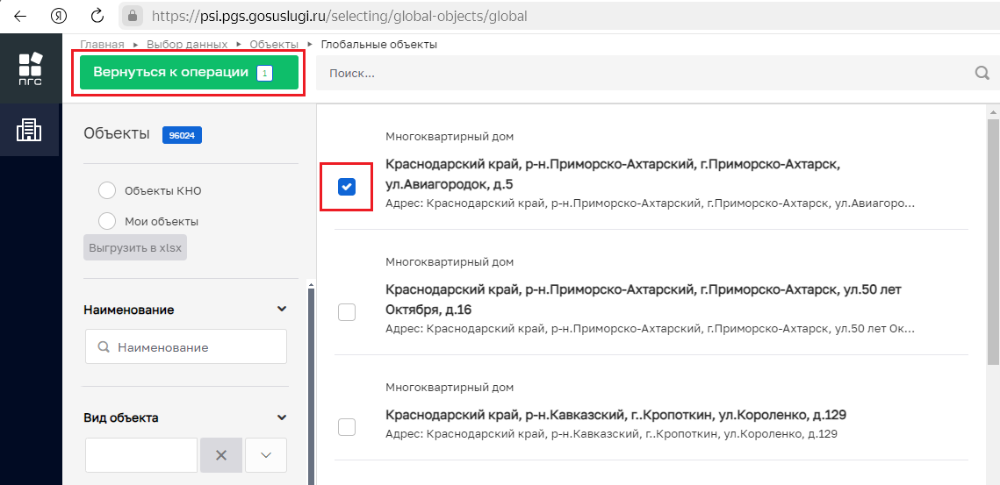 https://psi.pgs.gosuslugi.ru/selecting/global-objects/global
Главная ▸ Выбор данных ▸ Объекты ▸ Глобальные объекты
пгс
Вернуться к операции 1
Поиск...
Объекты 96024
Объекты КНО
Мои объекты
Выгрузить в xlsx
Наименование
Наименование
Вид объекта
Многоквартирный дом
Краснодарский край, р-н.Приморско-Ахтарский, г.Приморско-Ахтарск,
ул.Авиагородок, д.5
Адрес: Краснодарский край, р-н.Приморско-Ахтарский, г.Приморско-Ахтарск, ул.Авиагоро...
Многоквартирный дом
Краснодарский край, р-н.Приморско-Ахтарский, г.Приморско-Ахтарск, ул.50 лет
Октября, д.16
Адрес: Краснодарский край, р-н.Приморско-Ахтарский, г.Приморско-Ахтарск, ул.50 лет Ок...
Многоквартирный дом
Краснодарский край, р-н.Кавказский, г..Кропоткин, ул.Короленко, д.129
Адрес: Краснодарский край, р-н.Кавказский, г..Кропоткин, ул.Короленко, д.129